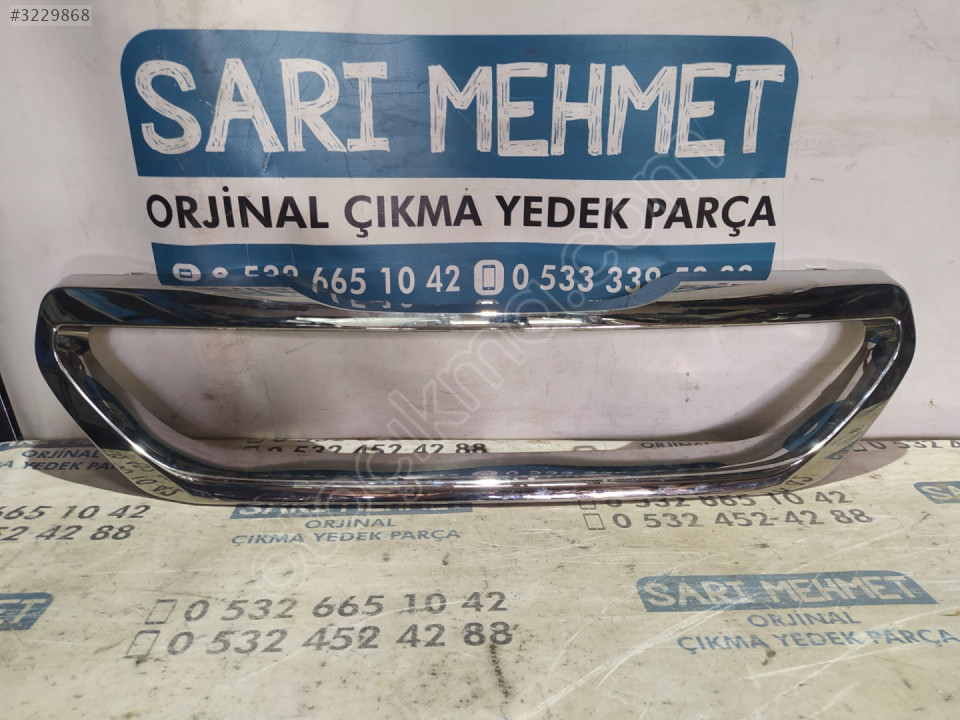 #3229868
SARI MEHMET
ORJİNAL ÇIKMA YEDEK PARÇA
665 10 42 0 533 339
0 532 452 42 88
665 10 42
2 42 88
ORJİNAL
ÇIKMA YEDEK PARÇA
0 532 665 10 42
0 532 452-42 88
0 532 452
0 532 665 10 42
0 532 452 42 88
SARI MEHMET
ORJİNAL
ÇIKMA YEDEK PARÇA